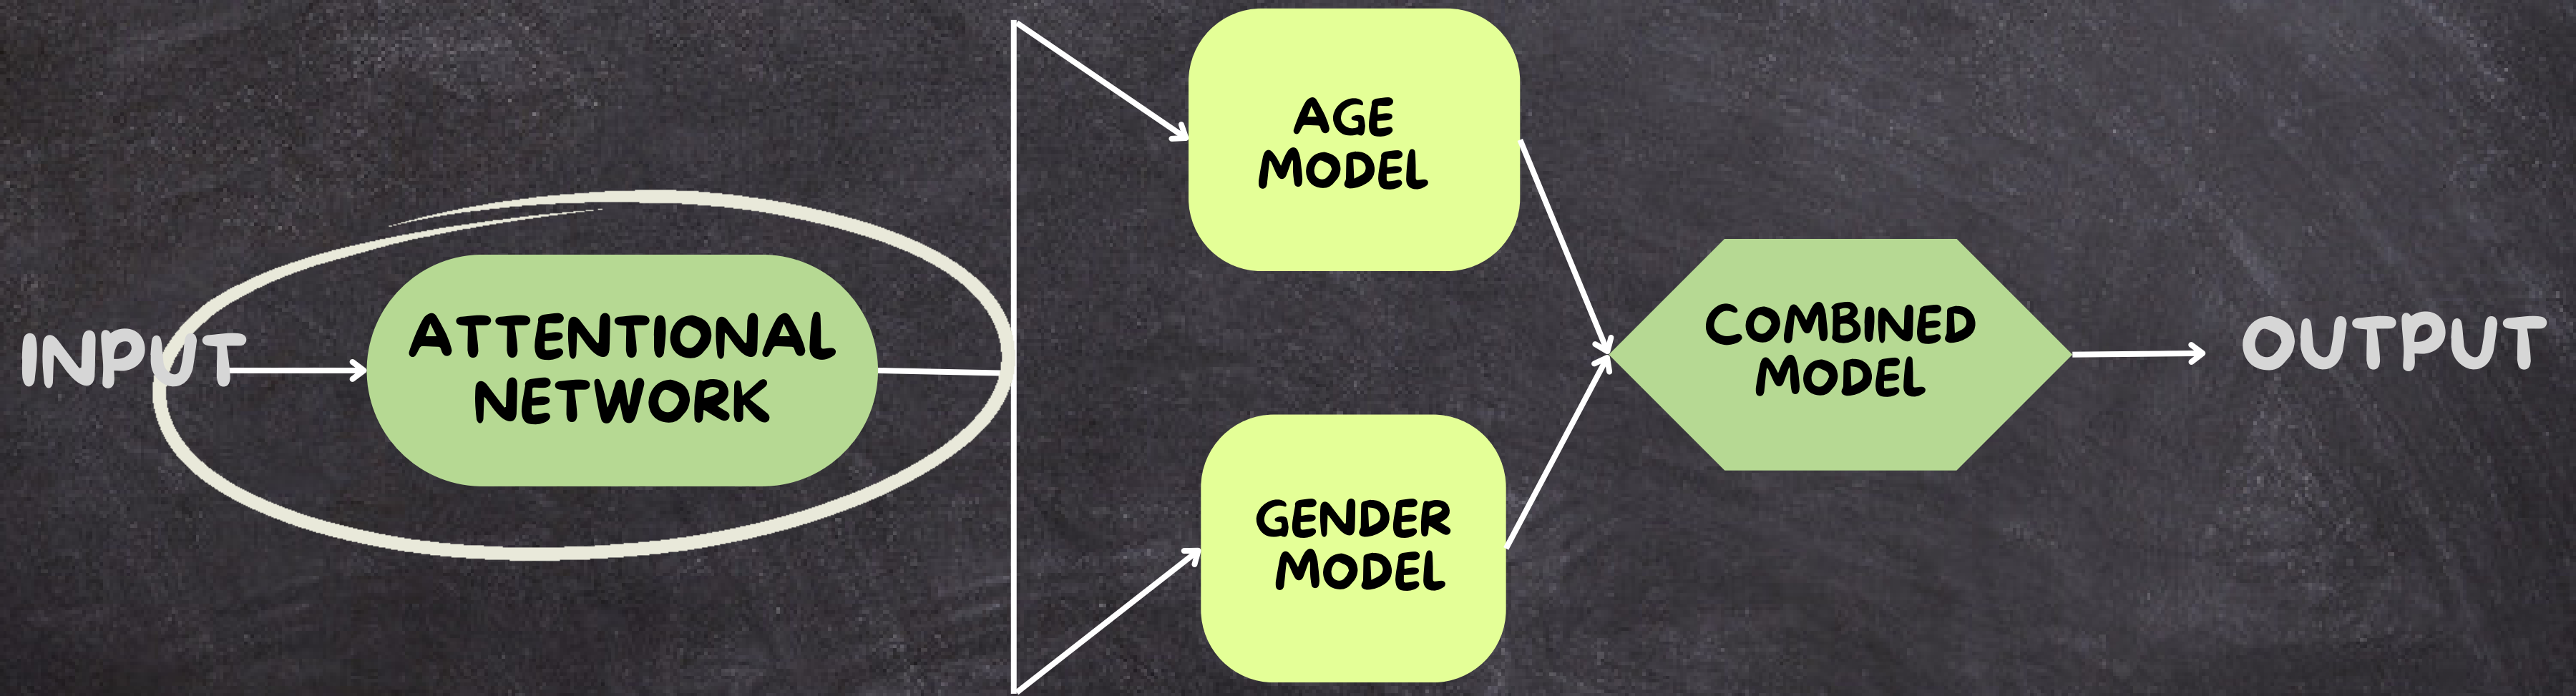 INPUT
ATTENTIONAL
NETWORK
AGE
MODEL
GENDER
MODEL
COMBINED
MODEL
OUTPUT